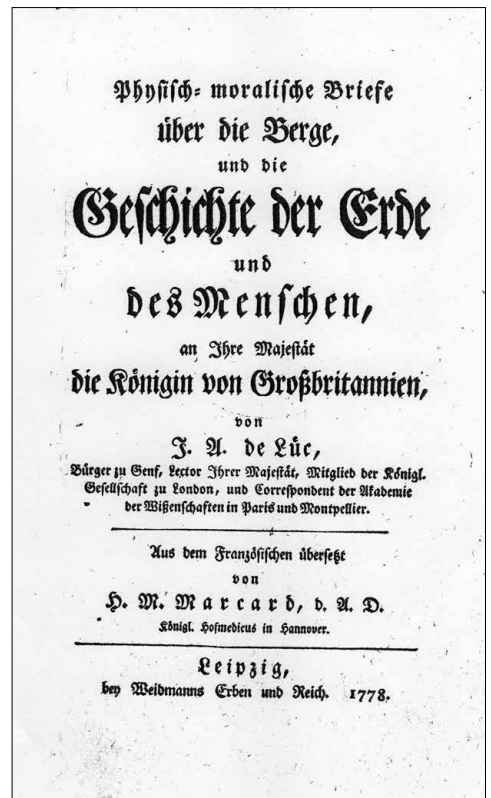 Physisch-moralische Briefe
über die Berge,
und die
Geschichte der Erde
und
des Menschen,
an Ihre Majestät
die Königin von Großbritannien,
von
J. A. de Lüc,
Bürger zu Genf, Lector Ihrer Majestät, Mitglied der Königl.
Gesellschaft zu London, und Correspondent der Akademie
der Wißenschaften in Paris und Montpellier.
Aus dem Französischen übersetzt
von
H. M. Marcard, d. A. D.
Königl. Hofmedicus in Hannover.
Leipzig,
bey Weidmanns Erben und Reich. 1778.